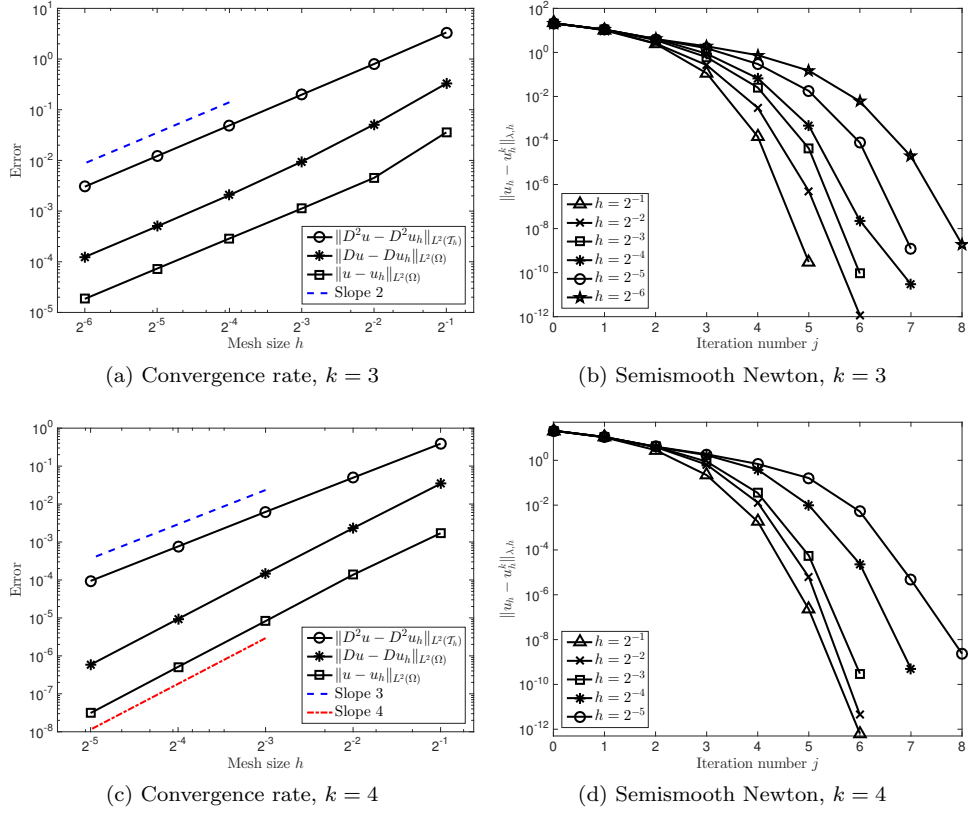 10^1
10^0
10^-1
10^-2
10^-3
10^-4
10^-5
Error
‖D²u − D²u_h‖_{L²(𝒯_h)}
‖Du − Du_h‖_{L²(Ω)}
‖u − u_h‖_{L²(Ω)}
Slope 2
2^-6 2^-5 2^-4 2^-3 2^-2 2^-1
Mesh size h
(a) Convergence rate, k = 3
10^2
10^0
10^-2
10^-4
10^-6
10^-8
10^-10
10^-12
‖u_h − u_h^k‖_{λ,h}
h = 2^-1
h = 2^-2
h = 2^-3
h = 2^-4
h = 2^-5
h = 2^-6
0 1 2 3 4 5 6 7 8
Iteration number j
(b) Semismooth Newton, k = 3
10^0
10^-1
10^-2
10^-3
10^-4
10^-5
10^-6
10^-7
10^-8
Error
‖D²u − D²u_h‖_{L²(𝒯_h)}
‖Du − Du_h‖_{L²(Ω)}
‖u − u_h‖_{L²(Ω)}
Slope 3
Slope 4
2^-5 2^-4 2^-3 2^-2 2^-1
Mesh size h
(c) Convergence rate, k = 4
10^0
10^-2
10^-4
10^-6
10^-8
10^-10
10^-12
‖u_h − u_h^k‖_{λ,h}
h = 2^-1
h = 2^-2
h = 2^-3
h = 2^-4
h = 2^-5
0 1 2 3 4 5 6 7 8
Iteration number j
(d) Semismooth Newton, k = 4